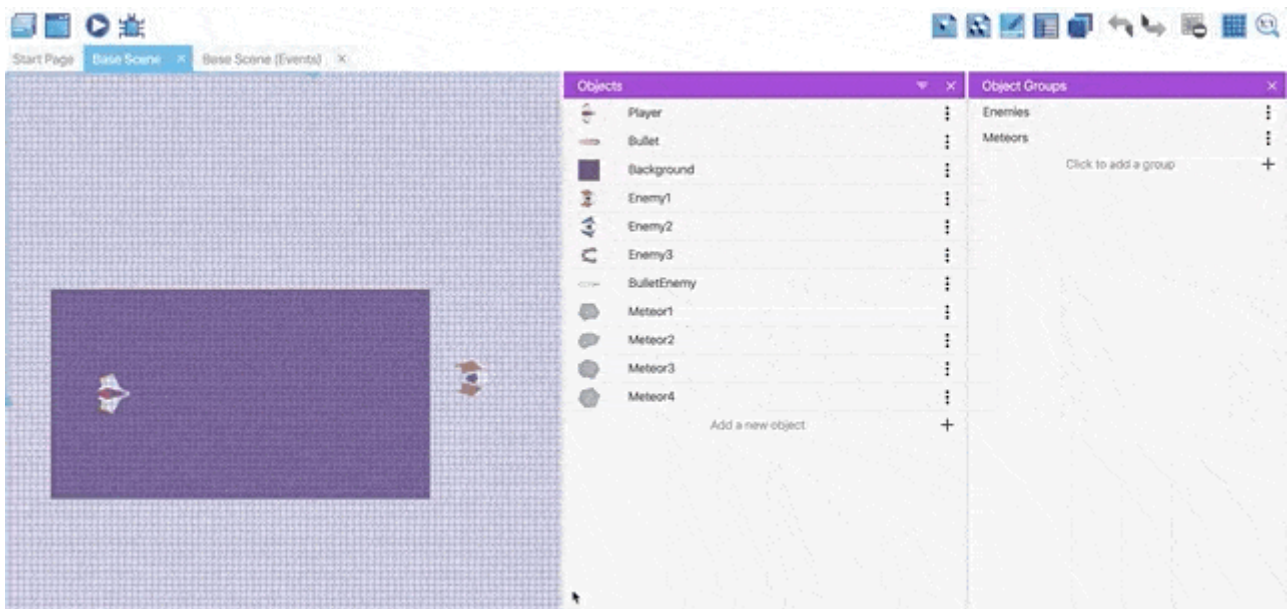 Start Page
Base Scene
Base Scene (Events)
Objects
Player
Bullet
Background
Enemy1
Enemy2
Enemy3
BulletEnemy
Meteor1
Meteor2
Meteor3
Meteor4
Add a new object
Object Groups
Enemies
Meteors
Click to add a group